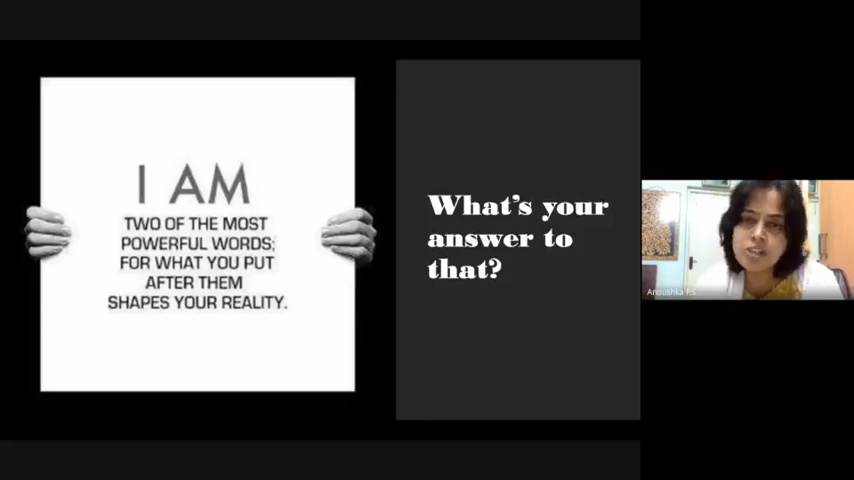 I AM
TWO OF THE MOST
POWERFUL WORDS;
FOR WHAT YOU PUT
AFTER THEM
SHAPES YOUR REALITY.
What's your
answer to
that?
Anoushka P.s